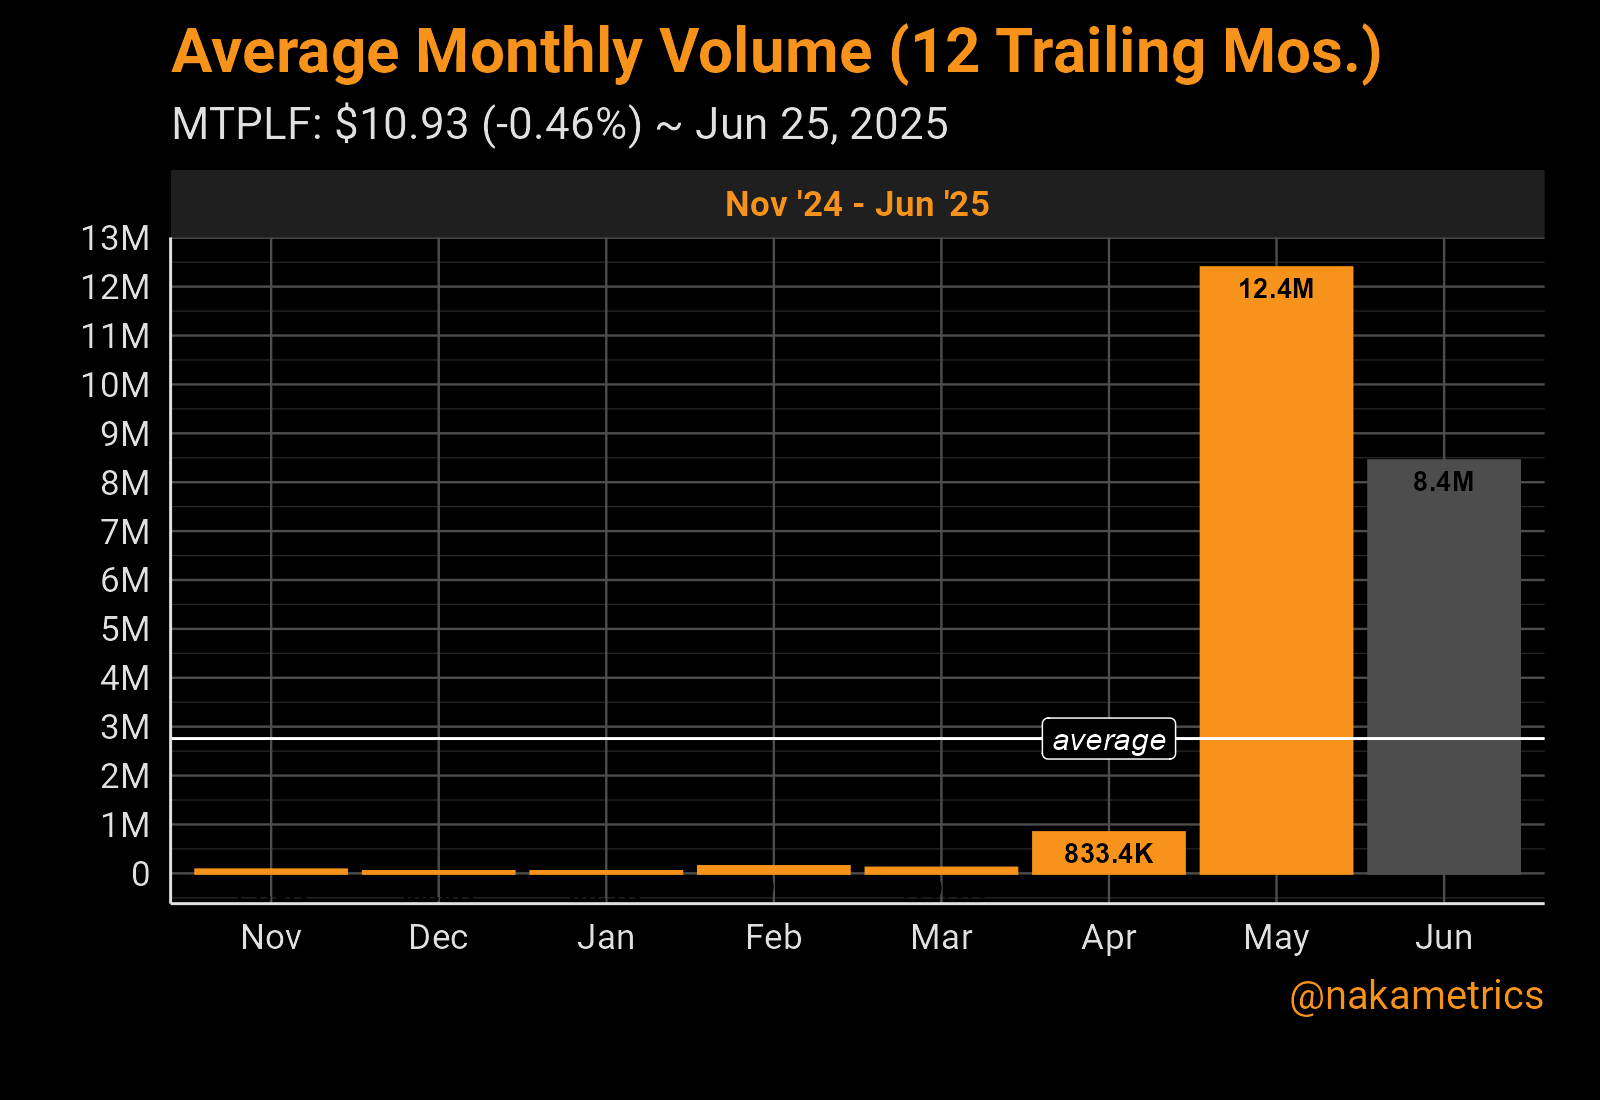 Average Monthly Volume (12 Trailing Mos.)
MTPLF: $10.93 (-0.46%) ~ Jun 25, 2025
Nov '24 - Jun '25
13M
12M
11M
10M
9M
8M
7M
6M
5M
4M
3M
2M
1M
0
12.4M
8.4M
average
833.4K
Nov Dec Jan Feb Mar Apr May Jun
@nakametrics